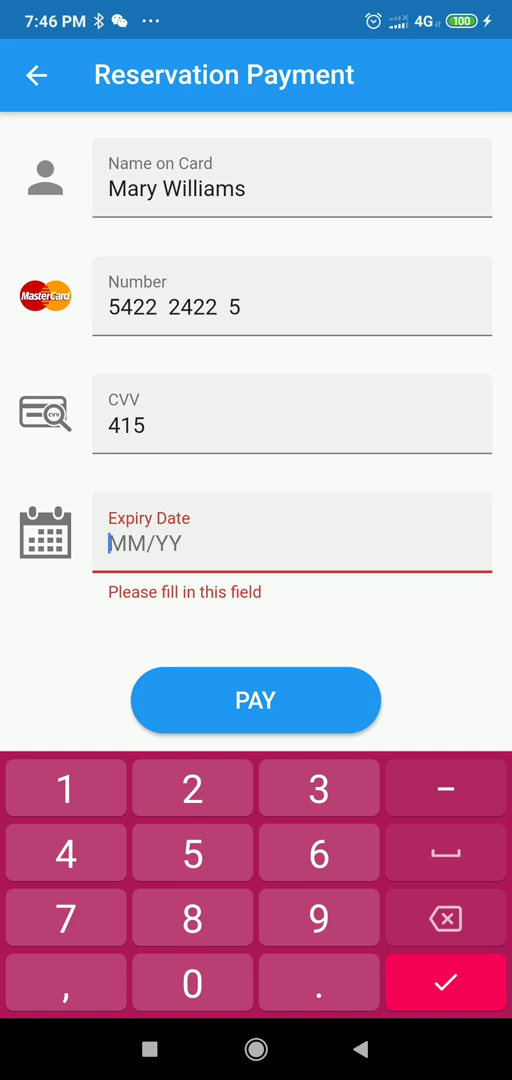 7:46 PM ... 4G 100
Reservation Payment
Name on Card
Mary Williams
MasterCard
Number
5422 2422 5
CVV
CVV
415
Expiry Date
MM/YY
Please fill in this field
PAY
1 2 3 -
4 5 6
7 8 9
, 0 .